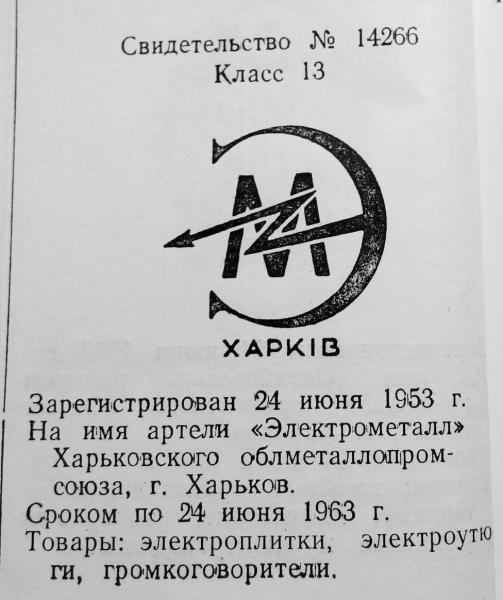 Свидетельство № 14266
Класс 13
ЭМ
ХАРКІВ
Зарегистрирован 24 июня 1953 г.
На имя артели «Электрометалл»
Харьковского облметаллопром-
союза, г. Харьков.
Сроком по 24 июня 1963 г.
Товары: электроплитки, электроутю
ги, громкоговорители.